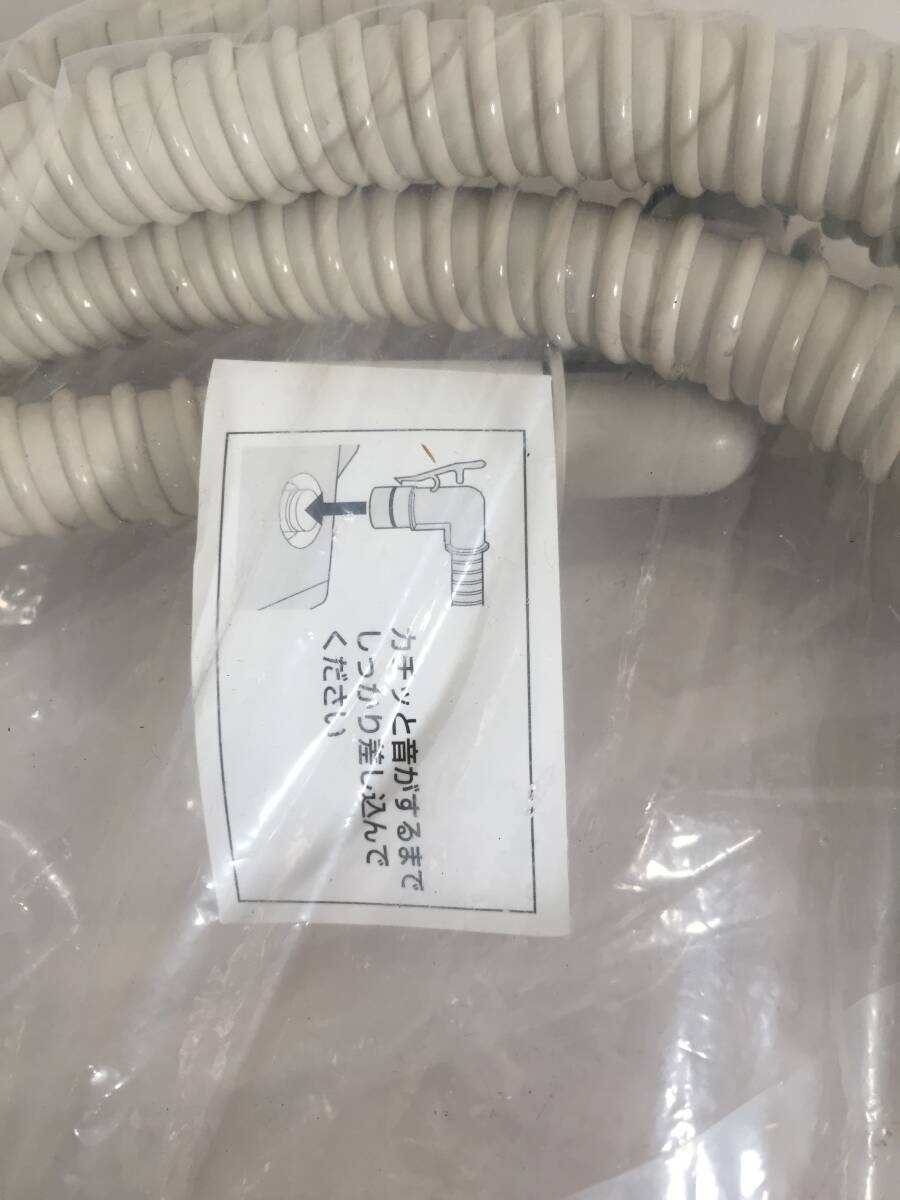 カチッと音がするまで
しっかり差し込んで
ください